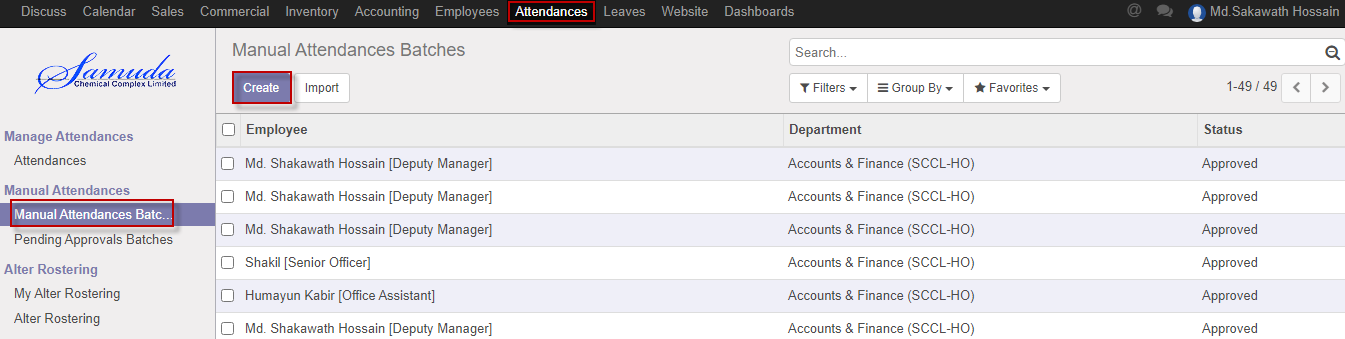 Discuss Calendar Sales Commercial Inventory Accounting Employees Attendances Leaves Website Dashboards Md.Sakawath Hossain
Samuda
Chemical Complex Limited
Manage Attendances
Attendances
Manual Attendances
Manual Attendances Batc...
Pending Approvals Batches
Alter Rostering
My Alter Rostering
Alter Rostering
Manual Attendances Batches
Search...
Create Import
Filters Group By Favorites 1-49 / 49
Employee Department Status
Md. Shakawath Hossain [Deputy Manager] Accounts & Finance (SCCL-HO) Approved
Md. Shakawath Hossain [Deputy Manager] Accounts & Finance (SCCL-HO) Approved
Md. Shakawath Hossain [Deputy Manager] Accounts & Finance (SCCL-HO) Approved
Shakil [Senior Officer] Accounts & Finance (SCCL-HO) Approved
Humayun Kabir [Office Assistant] Accounts & Finance (SCCL-HO) Approved
Md. Shakawath Hossain [Deputy Manager] Accounts & Finance (SCCL-HO) Approved